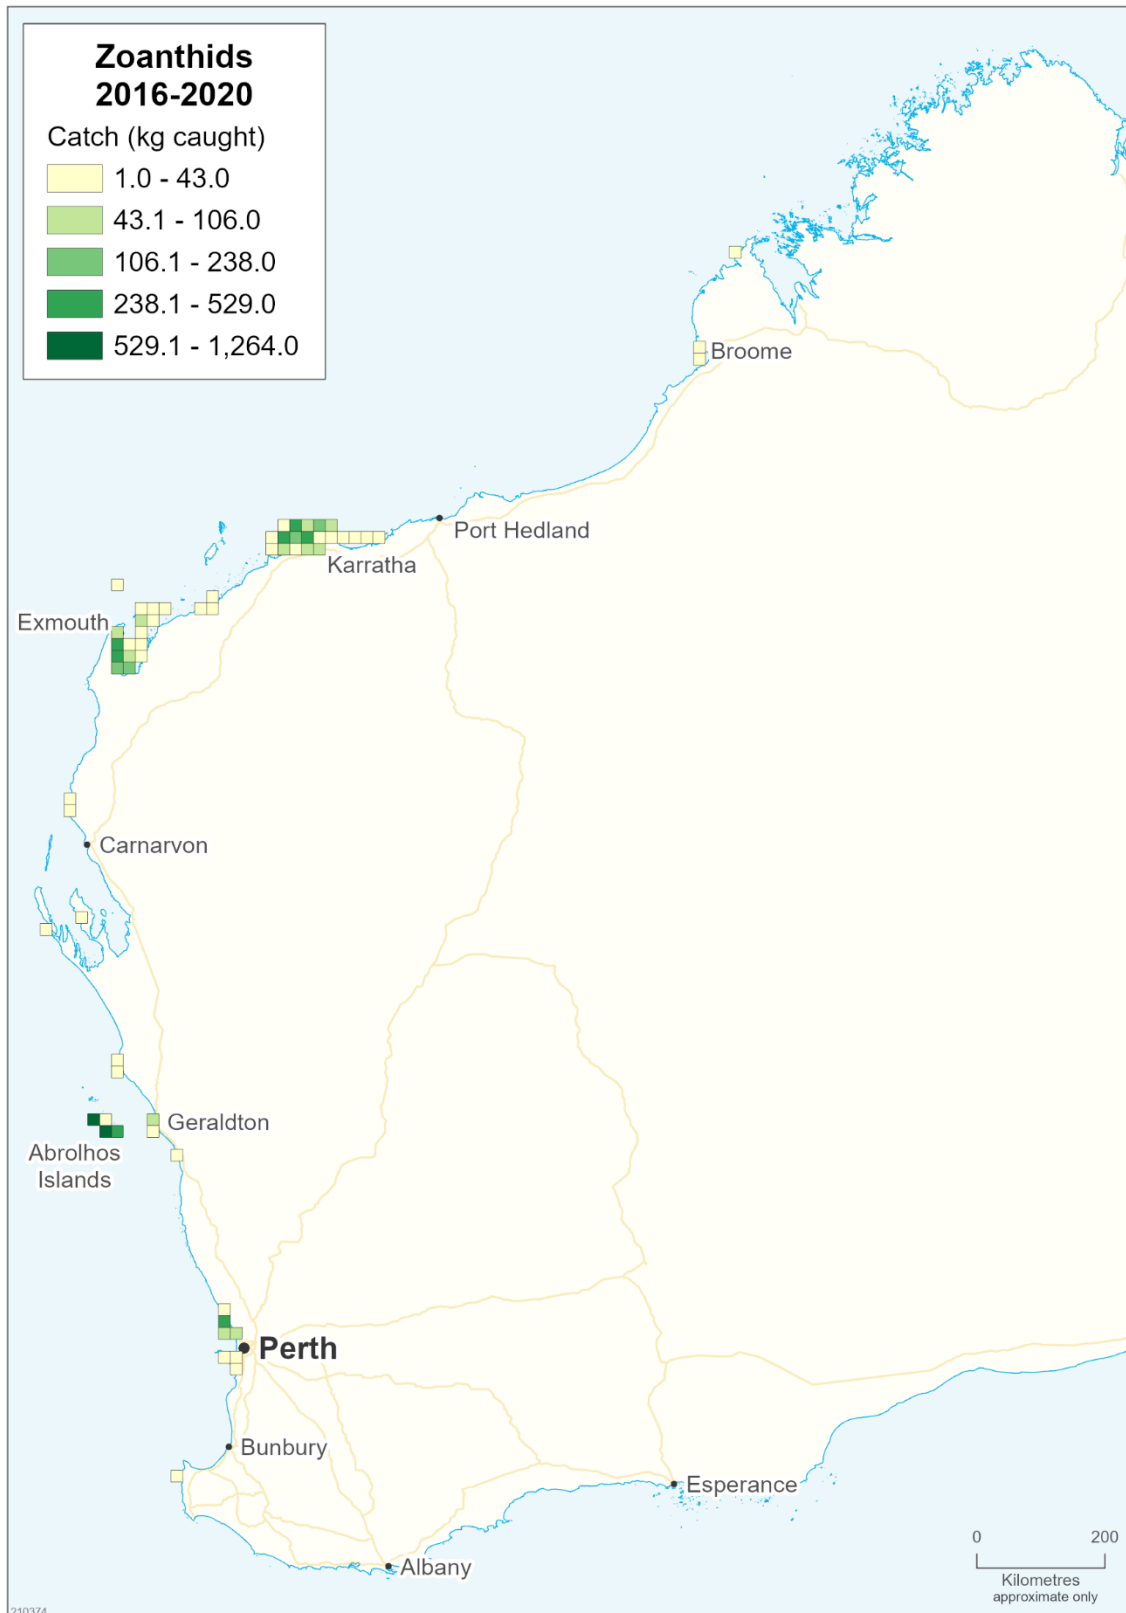 Zoanthids
2016-2020
Catch (kg caught)
1.0 - 43.0
43.1 - 106.0
106.1 - 238.0
238.1 - 529.0
529.1 - 1,264.0
Broome
Port Hedland
Karratha
Exmouth
Carnarvon
Geraldton
Abrolhos
Islands
Perth
Bunbury
Esperance
Albany
0 200
Kilometres
approximate only
210374